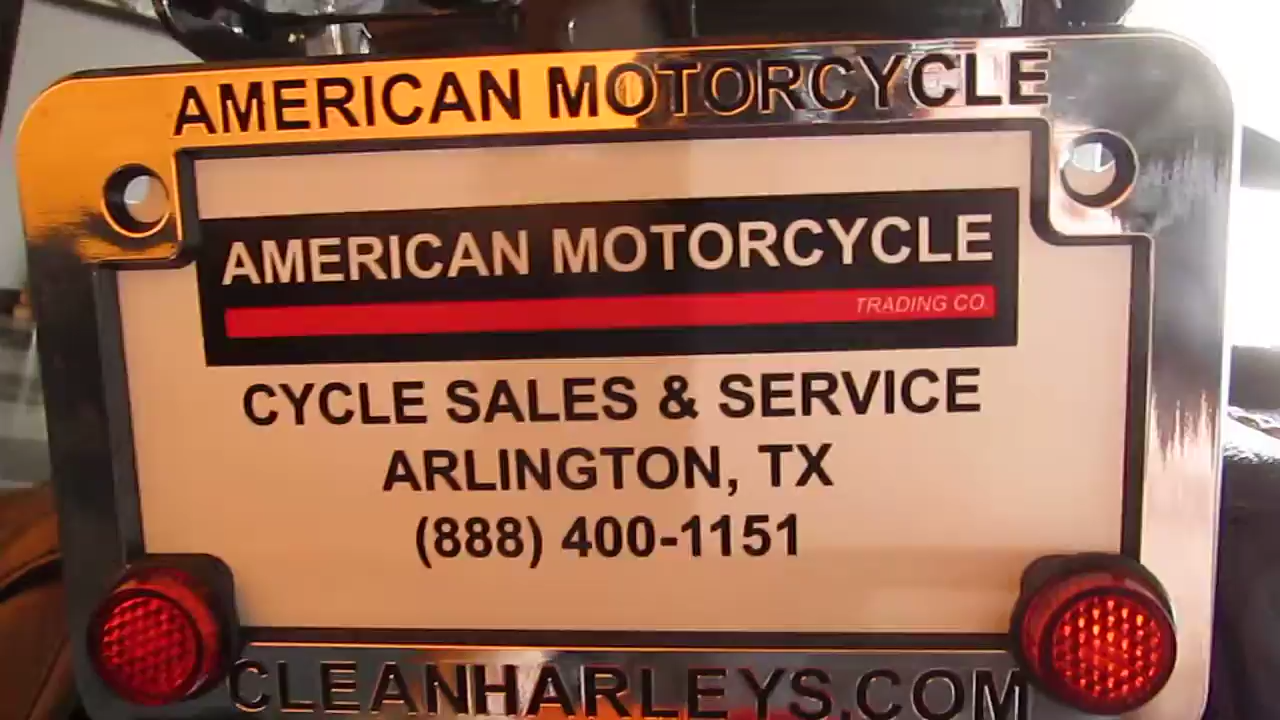 AMERICAN MOTORCYCLE
AMERICAN MOTORCYCLE
TRADING CO.
CYCLE SALES & SERVICE
ARLINGTON, TX
(888) 400-1151
CLEANHARLEYS.COM